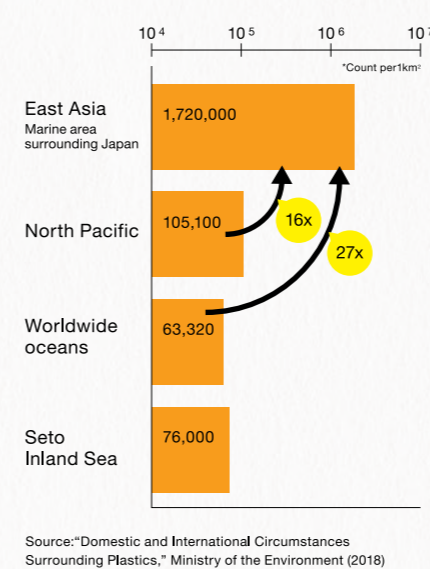 10⁴ 10⁵ 10⁶ 10⁷
*Count per1km²
East Asia
Marine area
surrounding Japan
1,720,000
North Pacific
105,100
16x
27x
Worldwide
oceans
63,320
Seto
Inland Sea
76,000
Source:“Domestic and International Circumstances
Surrounding Plastics,” Ministry of the Environment (2018)